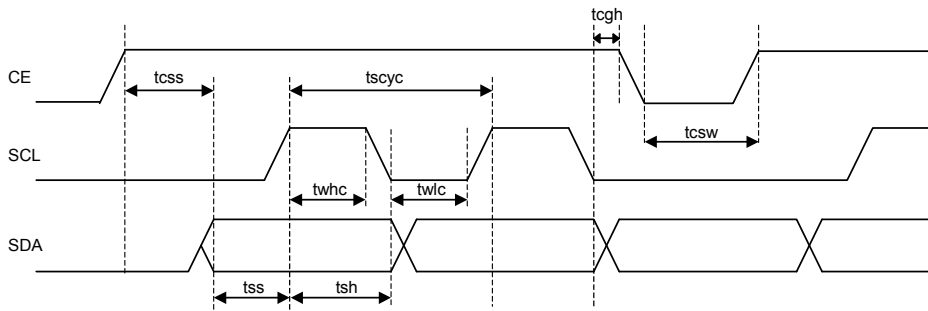 tcgh
CE
tcss
tscyc
tcsw
SCL
twhc
twlc
SDA
tss
tsh